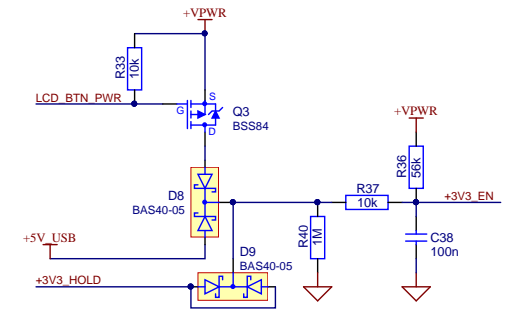 +VPWR
R33
10k
LCD_BTN_PWR
G
S
D
Q3
BSS84
+VPWR
R36
56k
D8
BAS40-05
R37
10k
+3V3_EN
R40
1M
C38
100n
+5V_USB
D9
BAS40-05
+3V3_HOLD